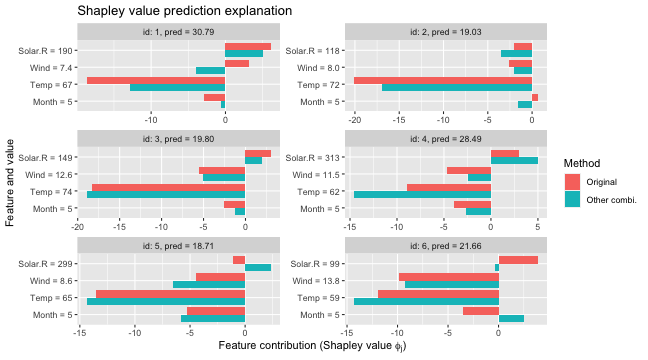 Shapley value prediction explanation
id: 1, pred = 30.79
id: 2, pred = 19.03
Solar.R = 190
Wind = 7.4
Temp = 67
Month = 5
-10
0
Solar.R = 118
Wind = 8.0
Temp = 72
Month = 5
-20
-15
-10
-5
0
id: 3, pred = 19.80
id: 4, pred = 28.49
Solar.R = 149
Wind = 12.6
Temp = 74
Month = 5
-20
-15
-10
-5
0
Solar.R = 313
Wind = 11.5
Temp = 62
Month = 5
-15
-10
-5
0
5
id: 5, pred = 18.71
id: 6, pred = 21.66
Solar.R = 299
Wind = 8.6
Temp = 65
Month = 5
-15
-10
-5
0
Solar.R = 99
Wind = 13.8
Temp = 59
Month = 5
-15
-10
-5
0
Feature and value
Feature contribution (Shapley value ϕj)
Method
Original
Other combi.